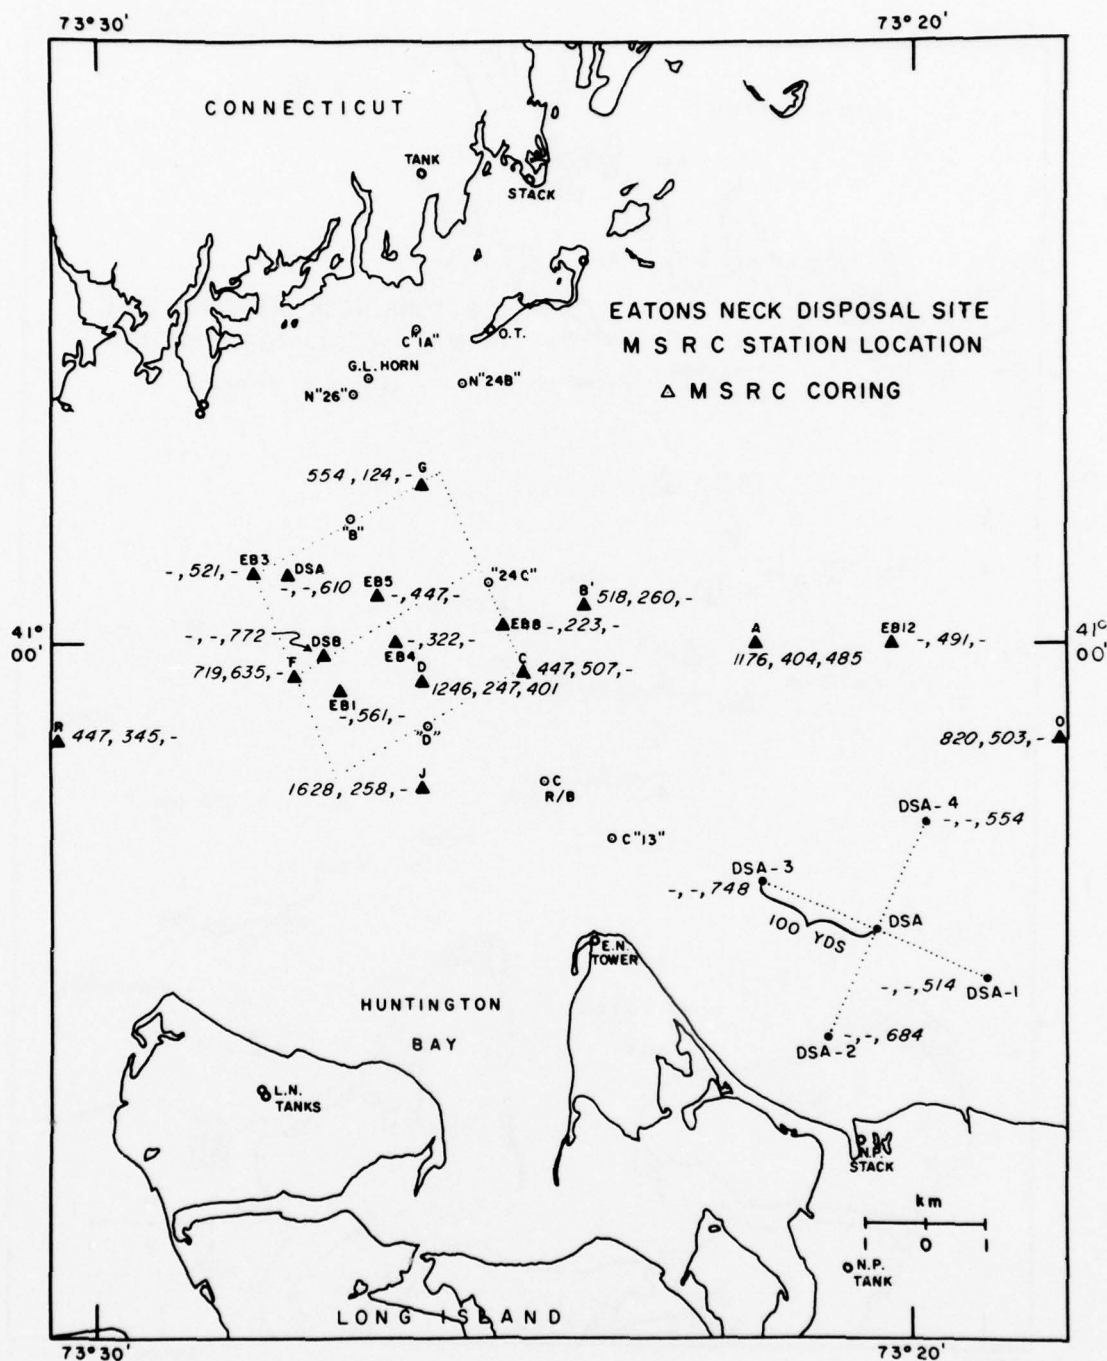 73°30'
73°20'
CONNECTICUT
TANK
STACK
EATONS NECK DISPOSAL SITE
MSRC STATION LOCATION
△ MSRC CORING
C"1A"
O.T.
G.L. HORN
N"26"
N"24B"
554, 124, -
G
"B"
EB3
-, 521, -
DSA
-, -, 610
EB5
-, 447, -
"24C"
B'
518, 260, -
EB8
-, 223, -
41°
00'
-, -, 772
DSB
EB4
-, 322, -
A
1176, 404, 485
EB12
-, 491, -
41°
00'
F
719, 635, -
D
1246, 247, 401
C
447, 507, -
EB1
-, 561, -
"D"
R
447, 345, -
O
820, 503, -
J
1628, 258, -
C
R/B
C"13"
DSA-4
-, -, 554
DSA-3
-, -, 748
100 YDS
DSA
-, -, 514
DSA-1
DSA-2
-, -, 684
E.N.
TOWER
HUNTINGTON
BAY
L.N.
TANKS
N.P.
STACK
km
1 0 1
N.P.
TANK
LONG ISLAND
73°30'
73°20'